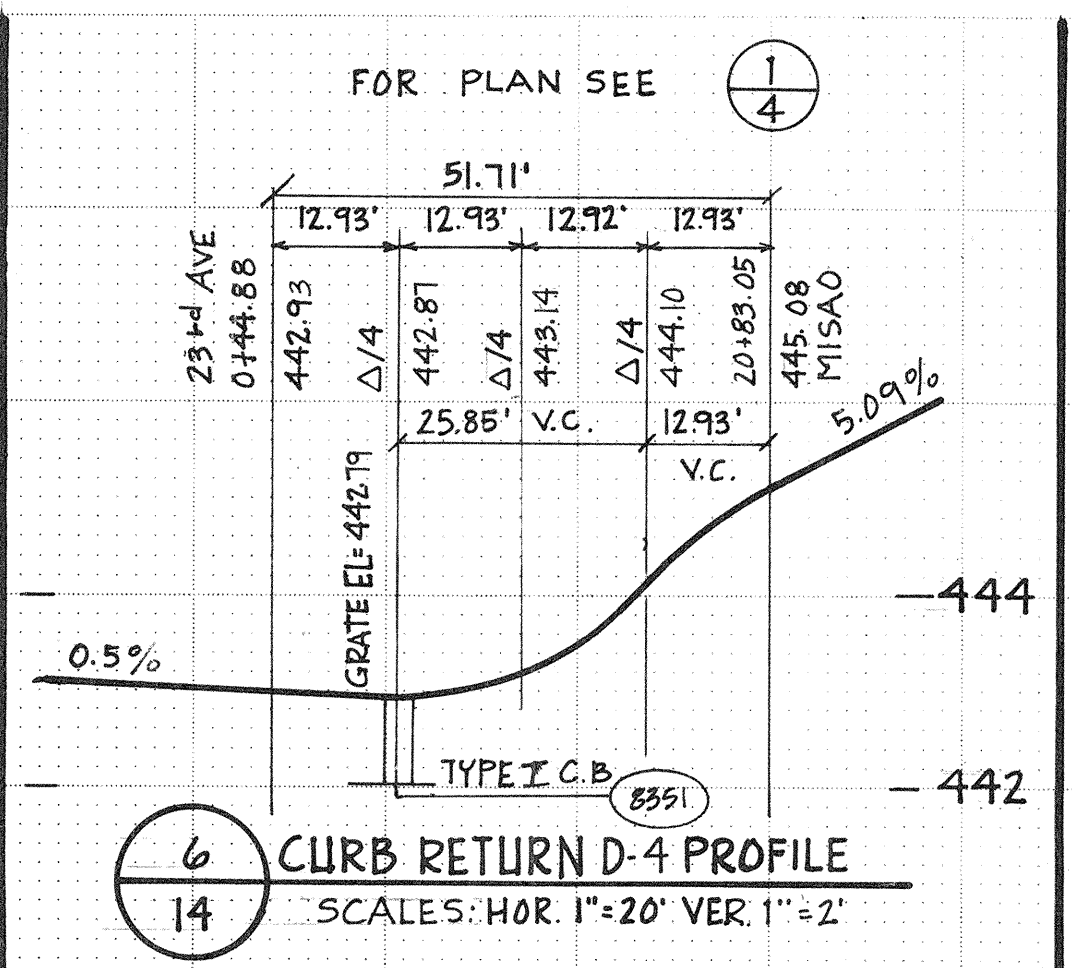 FOR PLAN SEE
1
4
51.71'
12.93' 12.93' 12.92' 12.93'
23rd AVE
0+44.88
442.93
Δ/4
442.87
Δ/4
443.14
Δ/4
444.10
20+83.05
445.08
MISAO
25.85' V.C.
12.93'
V.C.
5.09%
GRATE EL=442.79
0.5%
444
TYPE I C.B.
8351
442
6
14
CURB RETURN D-4 PROFILE
SCALES: HOR. 1"=20' VER. 1"=2'